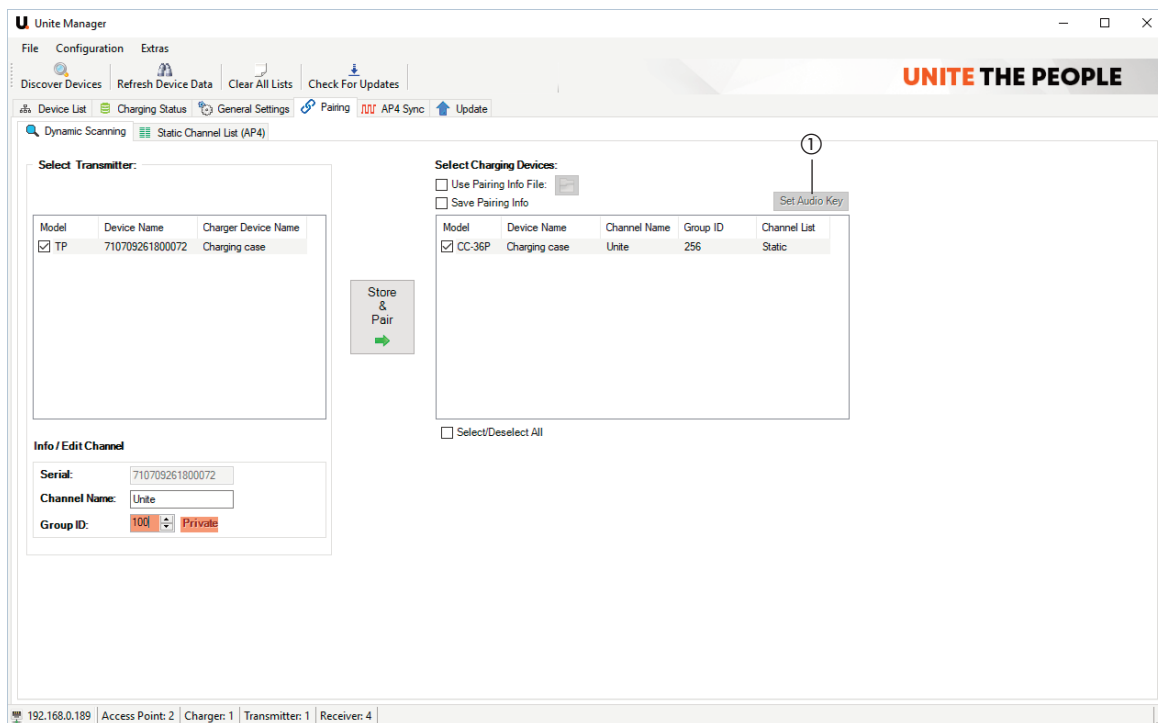 U. Unite Manager
File Configuration Extras
Discover Devices Refresh Device Data Clear All Lists Check For Updates
UNITE THE PEOPLE
Device List Charging Status General Settings Pairing AP4 Sync Update
Dynamic Scanning Static Channel List (AP4)
①
Select Transmitter:
Select Charging Devices:
Use Pairing Info File:
Save Pairing Info
Set Audio Key
Model Device Name Charger Device Name
TP 710709261800072 Charging case
Model Device Name Channel Name Group ID Channel List
CC-36P Charging case Unite 256 Static
Store
&
Pair
Select/Deselect All
Info / Edit Channel
Serial: 710709261800072
Channel Name: Unite
Group ID: 100 Private
192.168.0.189 Access Point: 2 Charger: 1 Transmitter: 1 Receiver: 4